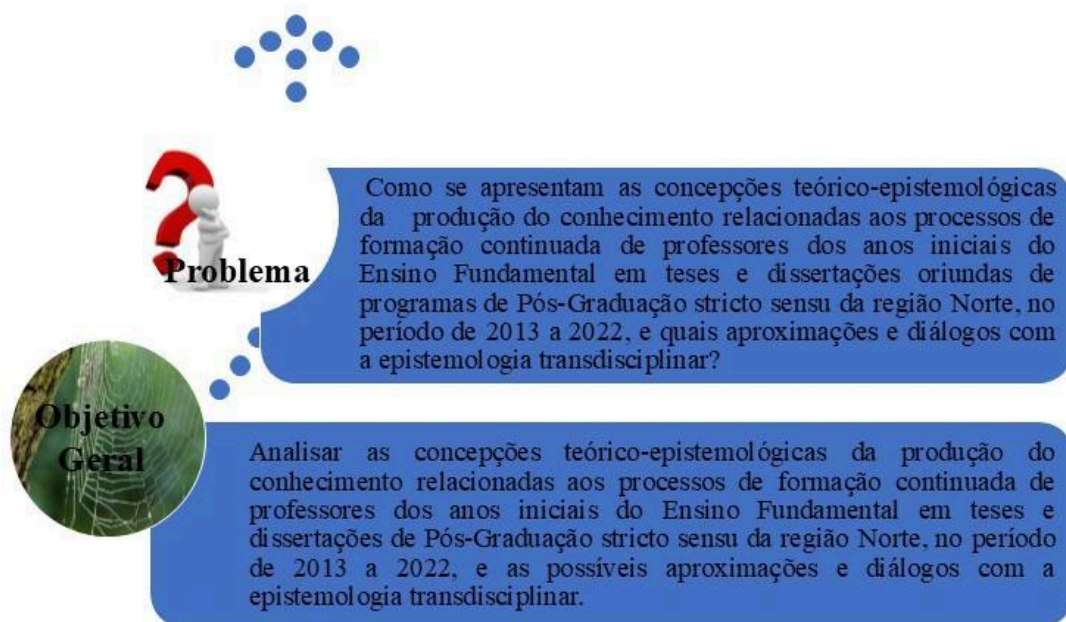 Problema
Como se apresentam as concepções teórico-epistemológicas
da produção do conhecimento relacionadas aos processos de
formação continuada de professores dos anos iniciais do
Ensino Fundamental em teses e dissertações oriundas de
programas de Pós-Graduação stricto sensu da região Norte, no
período de 2013 a 2022, e quais aproximações e diálogos com
a epistemologia transdisciplinar?
Objetivo
Geral
Analisar as concepções teórico-epistemológicas da produção do
conhecimento relacionadas aos processos de formação continuada de
professores dos anos iniciais do Ensino Fundamental em teses e
dissertações de Pós-Graduação stricto sensu da região Norte, no período
de 2013 a 2022, e as possíveis aproximações e diálogos com a
epistemologia transdisciplinar.